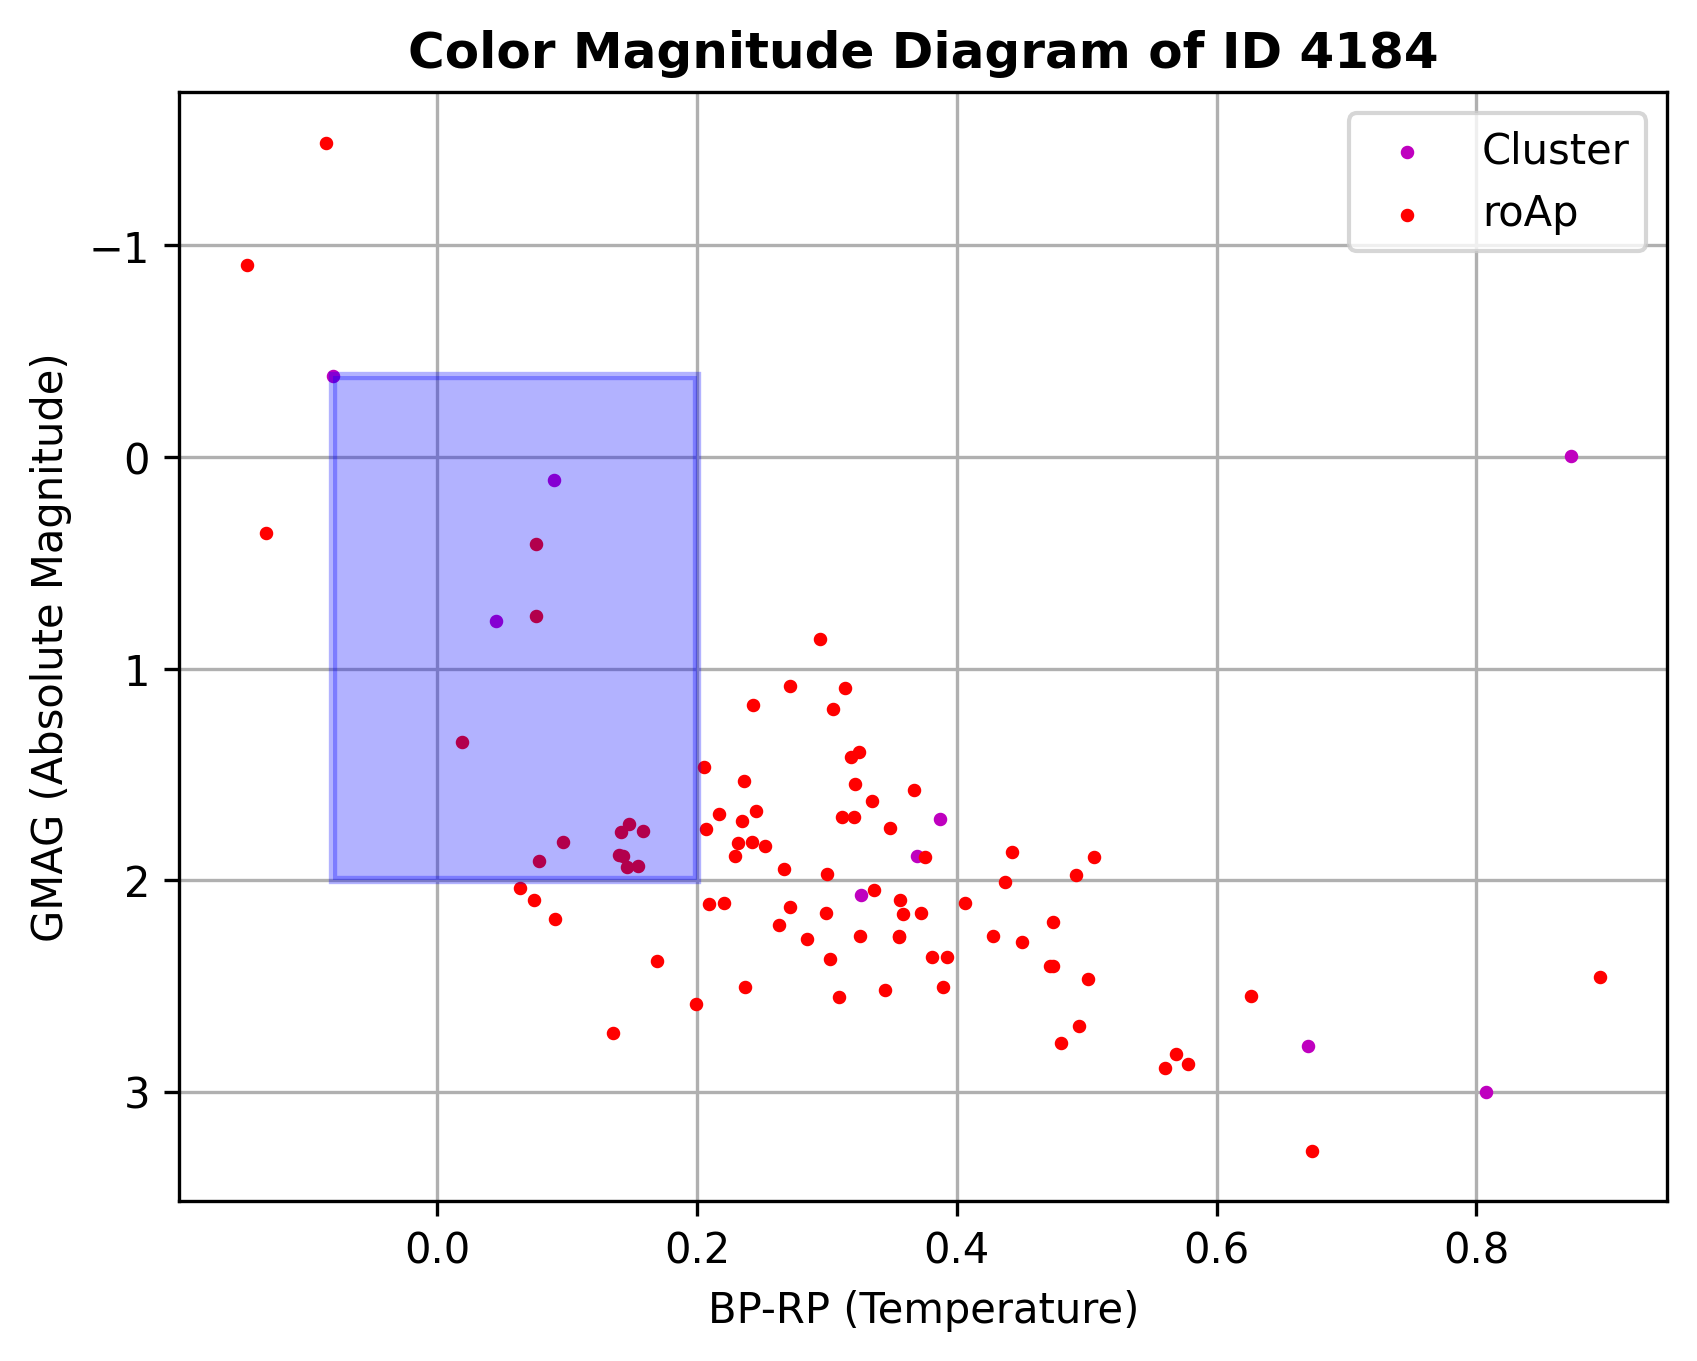 Color Magnitude Diagram of ID 4184
Cluster
roAp
GMAG (Absolute Magnitude)
−1
0
1
2
3
0.0 0.2 0.4 0.6 0.8
BP-RP (Temperature)